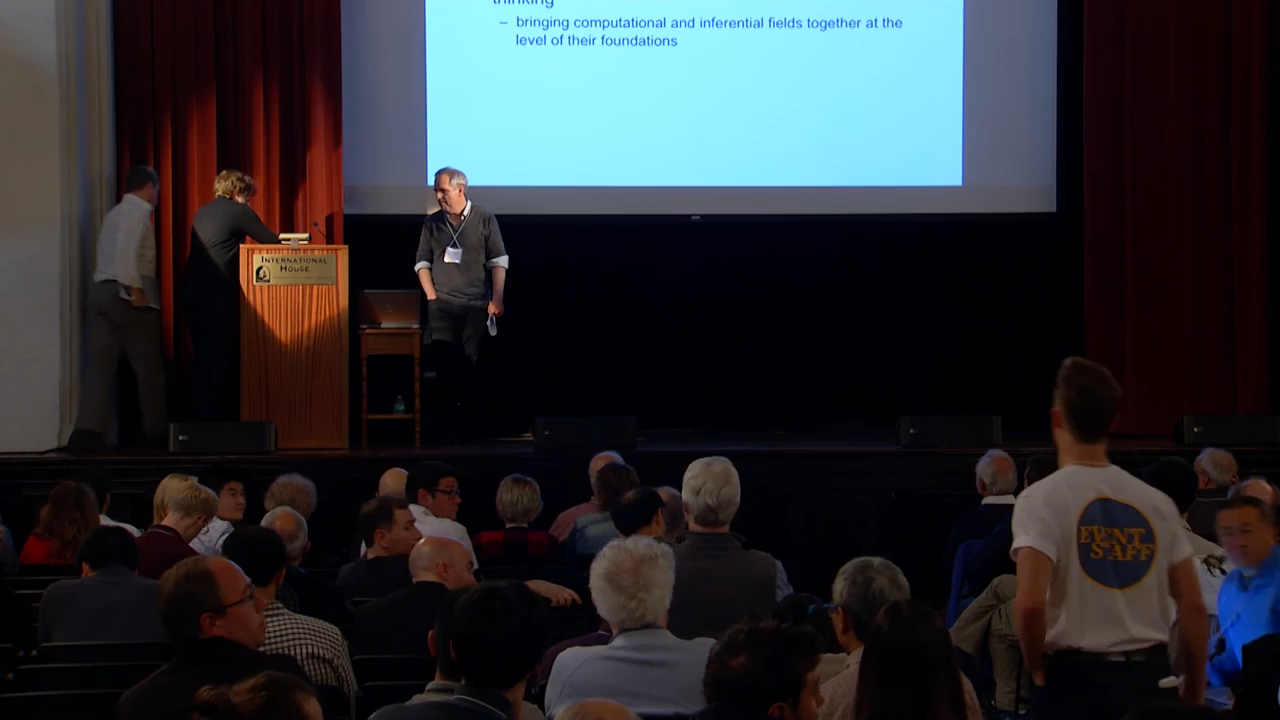 thinking
– bringing computational and inferential fields together at the
level of their foundations
INTERNATIONAL
HOUSE
EVENT
STAFF